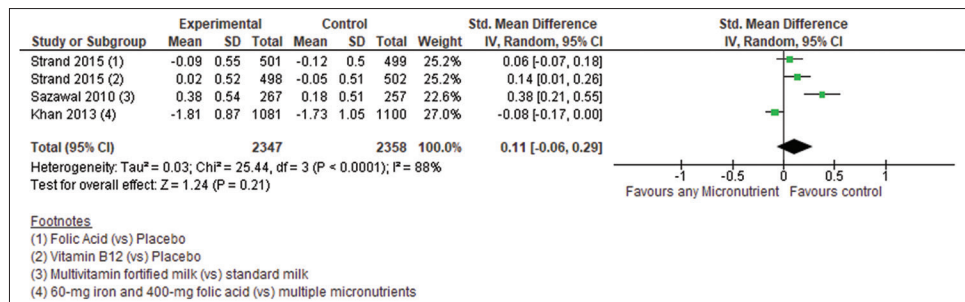 Experimental Control Std. Mean Difference Std. Mean Difference
Study or Subgroup Mean SD Total Mean SD Total Weight IV, Random, 95% CI IV, Random, 95% CI
Strand 2015 (1) -0.09 0.55 501 -0.12 0.5 499 25.2% 0.06 [-0.07, 0.18]
Strand 2015 (2) 0.02 0.52 498 -0.05 0.51 502 25.2% 0.14 [0.01, 0.26]
Sazawal 2010 (3) 0.38 0.54 267 0.18 0.51 257 22.6% 0.38 [0.21, 0.55]
Khan 2013 (4) -1.81 0.87 1081 -1.73 1.05 1100 27.0% -0.08 [-0.17, 0.00]
Total (95% CI) 2347 2358 100.0% 0.11 [-0.06, 0.29]
Heterogeneity: Tau² = 0.03; Chi² = 25.44, df = 3 (P < 0.0001); I² = 88%
Test for overall effect: Z = 1.24 (P = 0.21)
-1 -0.5 0 0.5 1
Favours any Micronutrient Favours control
Footnotes
(1) Folic Acid (vs) Placebo
(2) Vitamin B12 (vs) Placebo
(3) Multivitamin fortified milk (vs) standard milk
(4) 60-mg iron and 400-mg folic acid (vs) multiple micronutrients